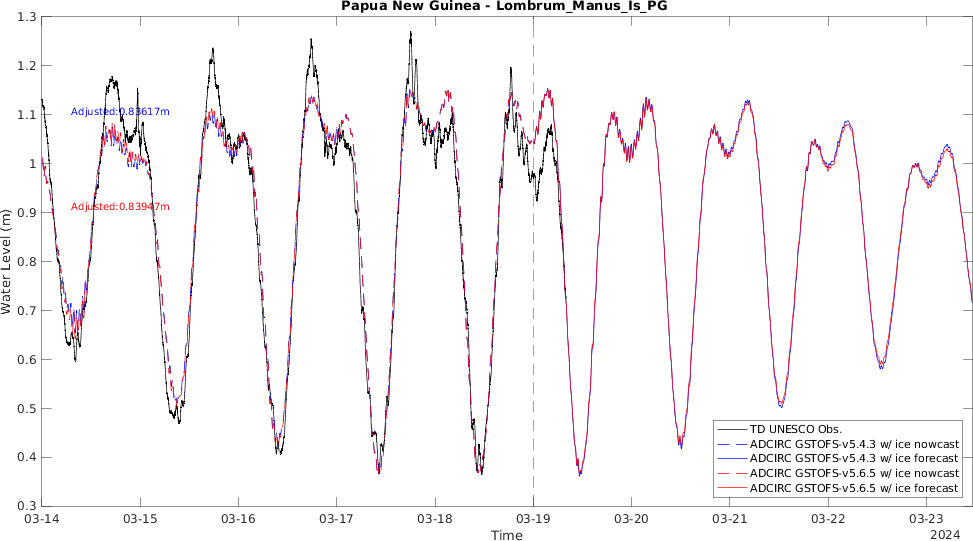 Papua New Guinea - Lombrum_Manus_Is_PG
1.3
1.2
1.1
1
0.9
0.8
0.7
0.6
0.5
0.4
0.3
Water Level (m)
Adjusted:0.83617m
Adjusted:0.83947m
TD UNESCO Obs.
ADCIRC GSTOFS-v5.4.3 w/ ice nowcast
ADCIRC GSTOFS-v5.4.3 w/ ice forecast
ADCIRC GSTOFS-v5.6.5 w/ ice nowcast
ADCIRC GSTOFS-v5.6.5 w/ ice forecast
03-14 03-15 03-16 03-17 03-18 03-19 03-20 03-21 03-22 03-23
Time
2024